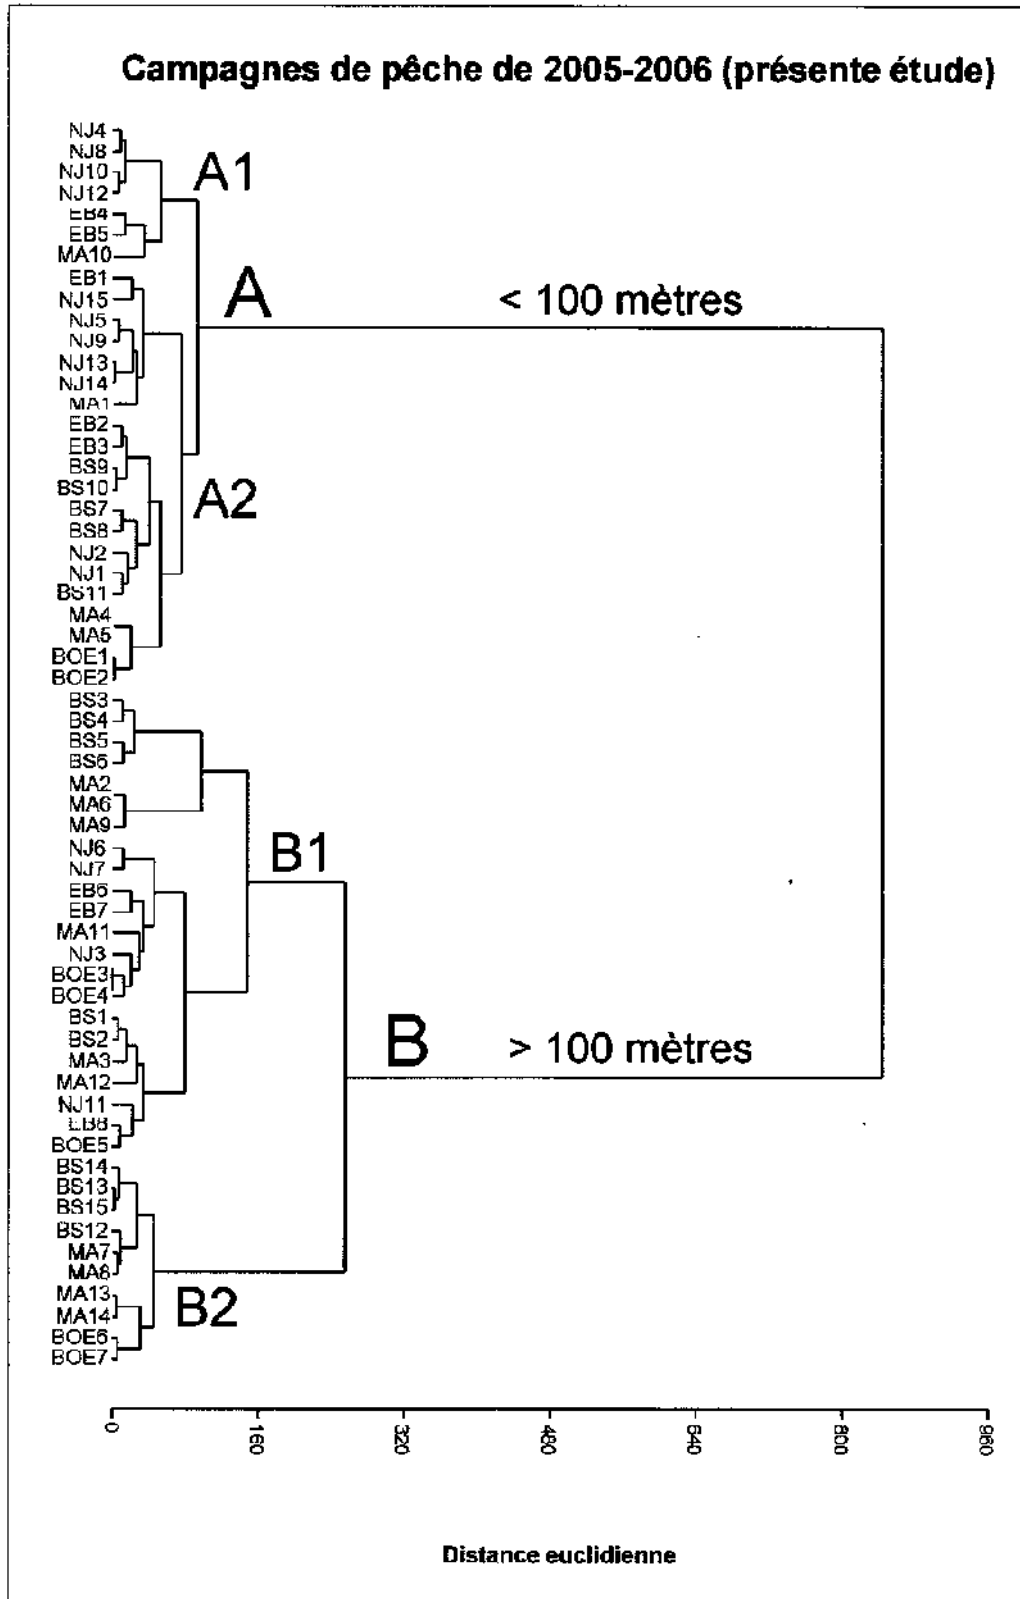 Campagnes de pêche de 2005-2006 (présente étude)
NJ4
NJ8
NJ10
NJ12
EB4
EB5
MA10
A1
EB1
NJ15
NJ5
NJ9
NJ13
NJ14
MA1
A
< 100 mètres
EB2
EB3
BS9
BS10
BS7
BS8
NJ2
NJ1
BS11
MA4
MA5
BOE1
BOE2
A2
BS3
BS4
BS5
BS6
MA2
MA6
MA9
NJ6
NJ7
B1
EB6
EB7
MA11
NJ3
BOE3
BOE4
BS1
BS2
MA3
MA12
NJ11
EB8
BOE5
B
> 100 mètres
BS14
BS13
BS15
BS12
MA7
MA8
MA13
MA14
BOE6
BOE7
B2
0
160
320
480
640
800
960
Distance euclidienne